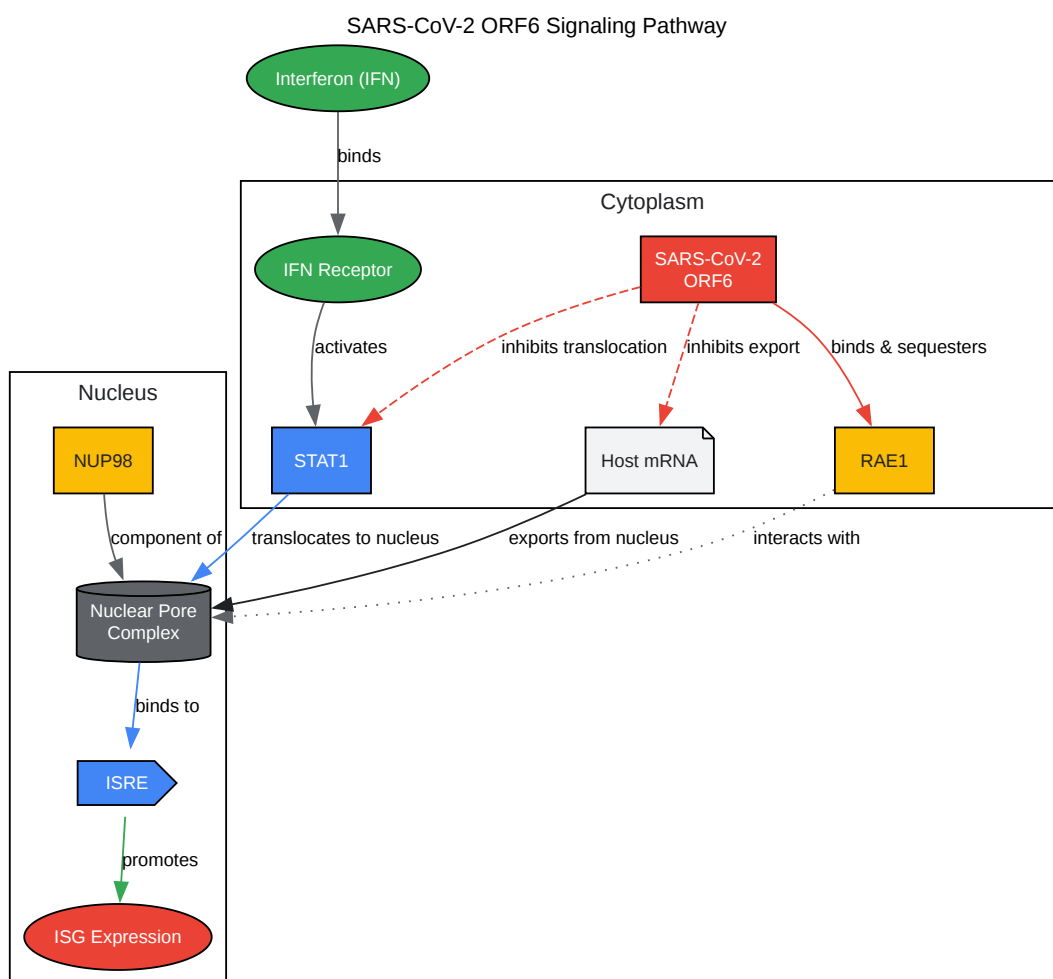 SARS-CoV-2 ORF6 Signaling Pathway
Interferon (IFN)
binds
Cytoplasm
IFN Receptor
SARS-CoV-2
ORF6
activates
inhibits translocation
inhibits export
binds & sequesters
Nucleus
NUP98
STAT1
Host mRNA
RAE1
component of
translocates to nucleus
exports from nucleus
interacts with
Nuclear Pore
Complex
binds to
ISRE
promotes
ISG Expression